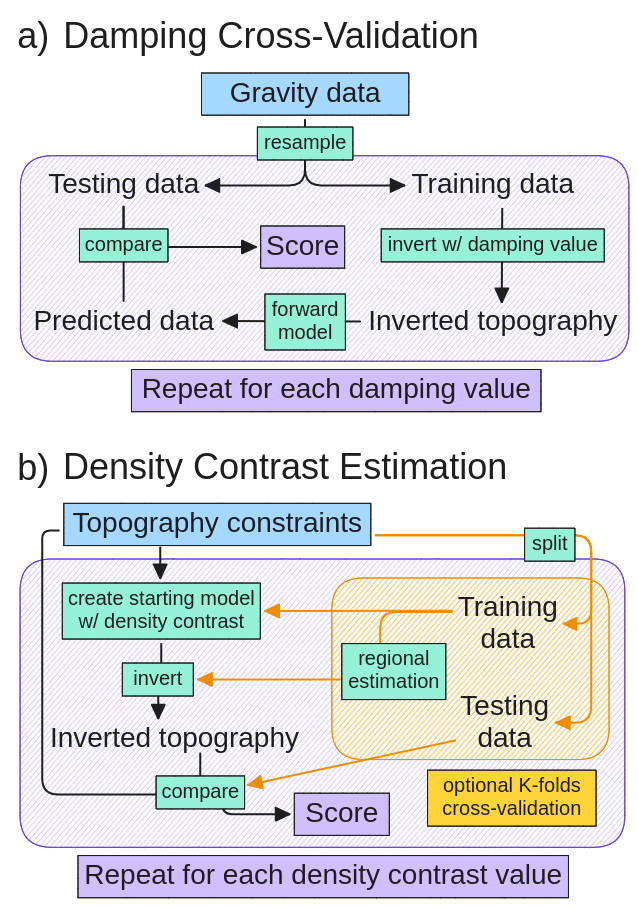 a) Damping Cross-Validation
Gravity data
resample
Testing data
Training data
compare
Score
invert w/ damping value
Predicted data
forward
model
Inverted topography
Repeat for each damping value
b) Density Contrast Estimation
Topography constraints
split
create starting model
w/ density contrast
Training
data
regional
estimation
invert
Testing
data
Inverted topography
compare
Score
optional K-folds
cross-validation
Repeat for each density contrast value